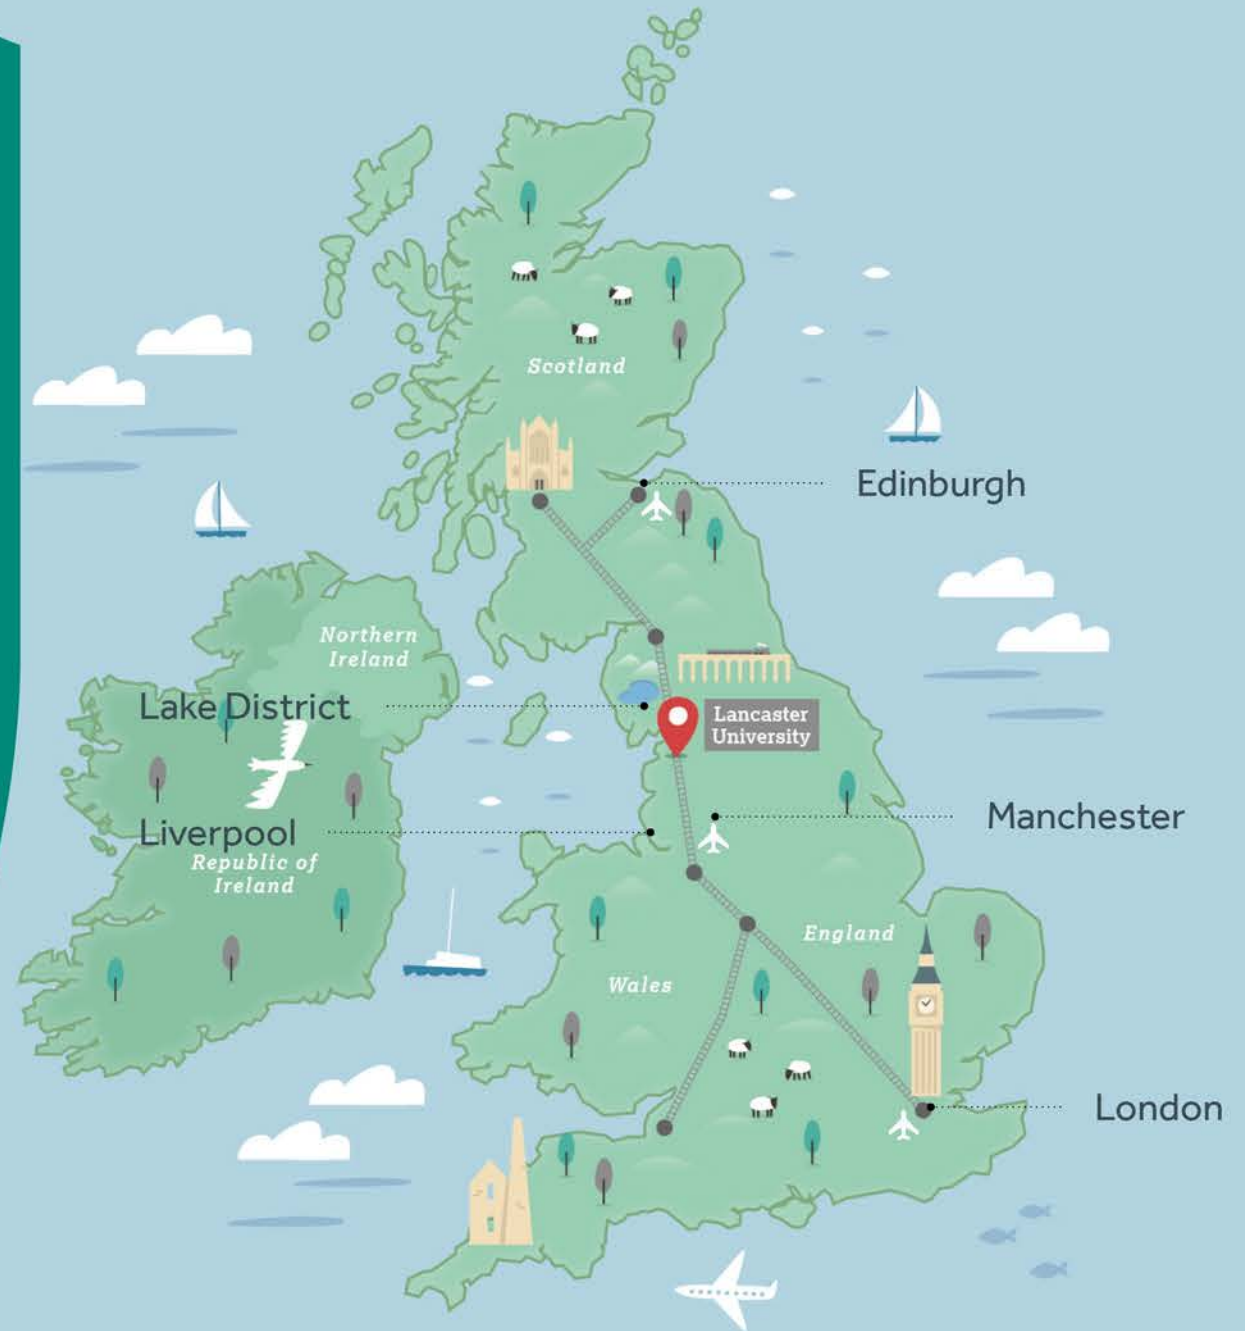 Scotland
Edinburgh
Northern
Ireland
Lake District
Lancaster
University
Manchester
Liverpool
Republic of
Ireland
England
Wales
London